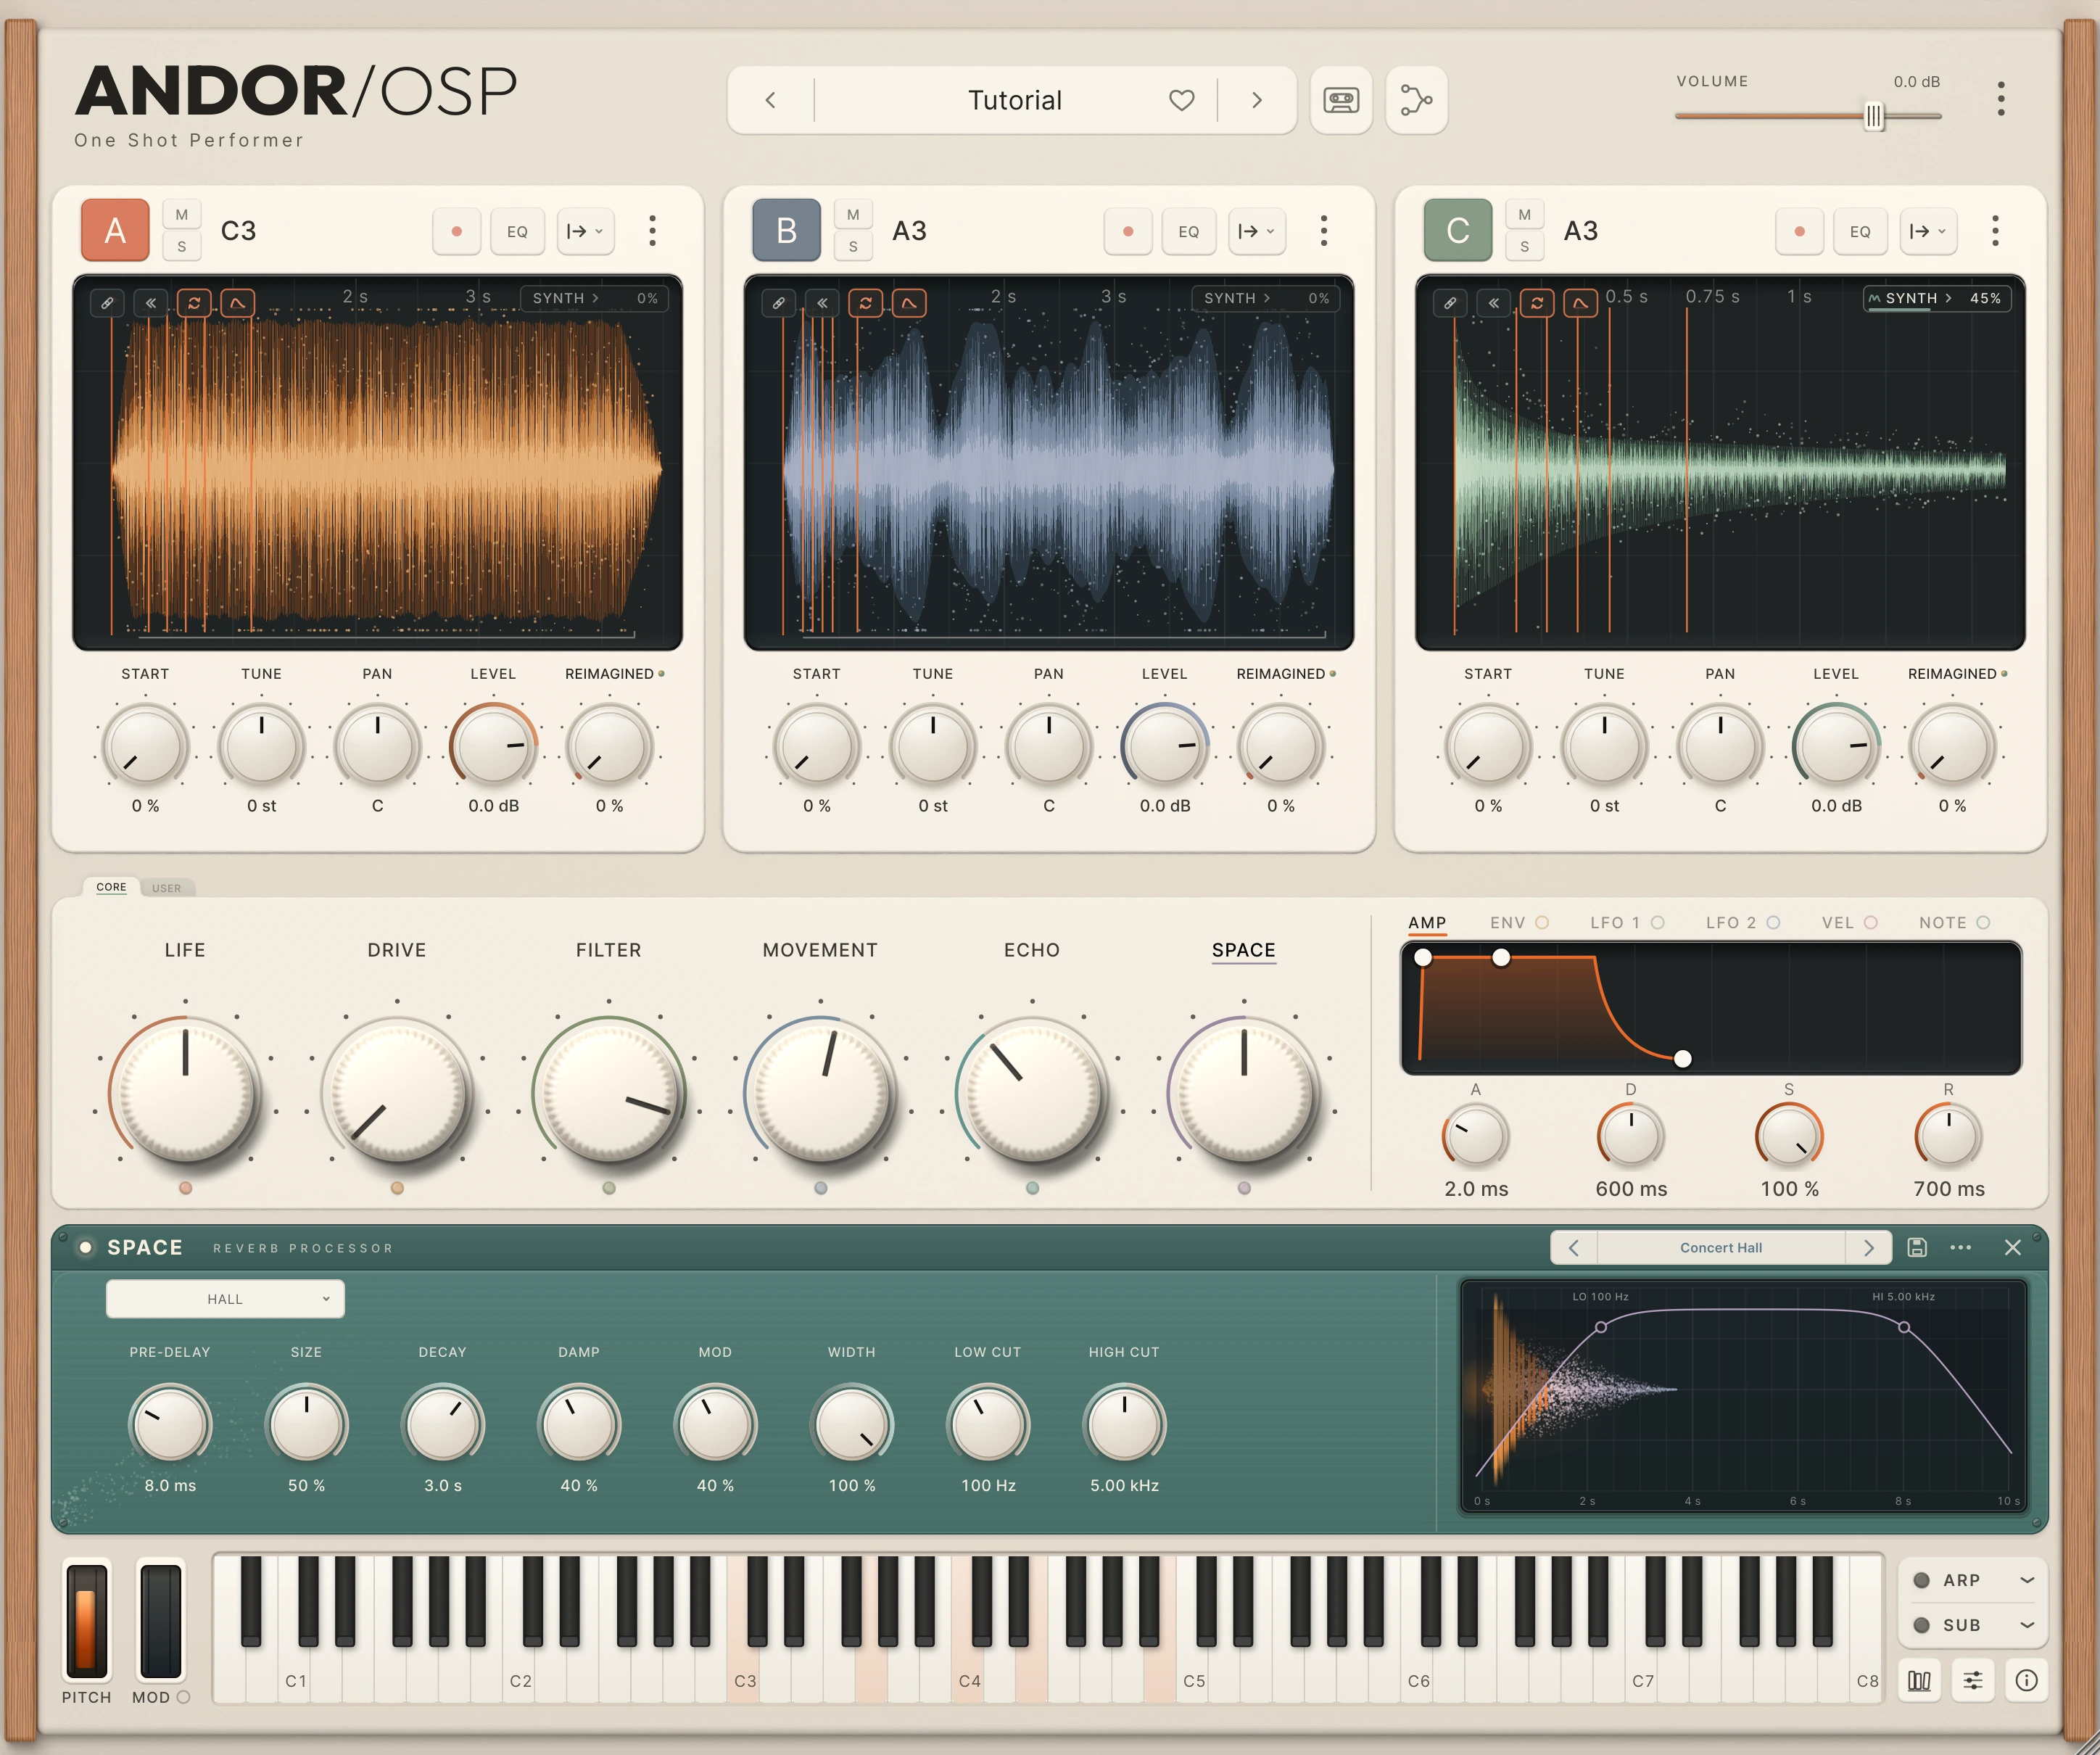 ANDOR/OSP
One Shot Performer
Tutorial
VOLUME 0.0 dB
A M S C3 EQ
2 s 3 s SYNTH 0%
START TUNE PAN LEVEL REIMAGINED
0 % 0 st C 0.0 dB 0 %
B M S A3 EQ
2 s 3 s SYNTH 0%
START TUNE PAN LEVEL REIMAGINED
0 % 0 st C 0.0 dB 0 %
C M S A3 EQ
0.5 s 0.75 s 1 s SYNTH 45%
START TUNE PAN LEVEL REIMAGINED
0 % 0 st C 0.0 dB 0 %
CORE USER
LIFE DRIVE FILTER MOVEMENT ECHO SPACE
AMP ENV LFO 1 LFO 2 VEL NOTE
A D S R
2.0 ms 600 ms 100 % 700 ms
SPACE REVERB PROCESSOR
Concert Hall
HALL
PRE-DELAY SIZE DECAY DAMP MOD WIDTH LOW CUT HIGH CUT
8.0 ms 50 % 3.0 s 40 % 40 % 100 % 100 Hz 5.00 kHz
LO 100 Hz HI 5.00 kHz
0 s 2 s 4 s 6 s 8 s 10 s
PITCH MOD
C1 C2 C3 C4 C5 C6 C7 C8
ARP
SUB